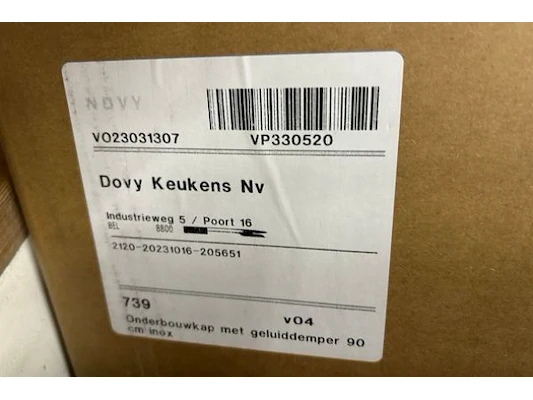 NOVY
VO23031307 VP330520
Dovy Keukens Nv
Industrieweg 5 / Poort 16
BEL 8800
2120-20231016-205651
739 v04
Onderbouwkap met geluiddemper 90
cm inox